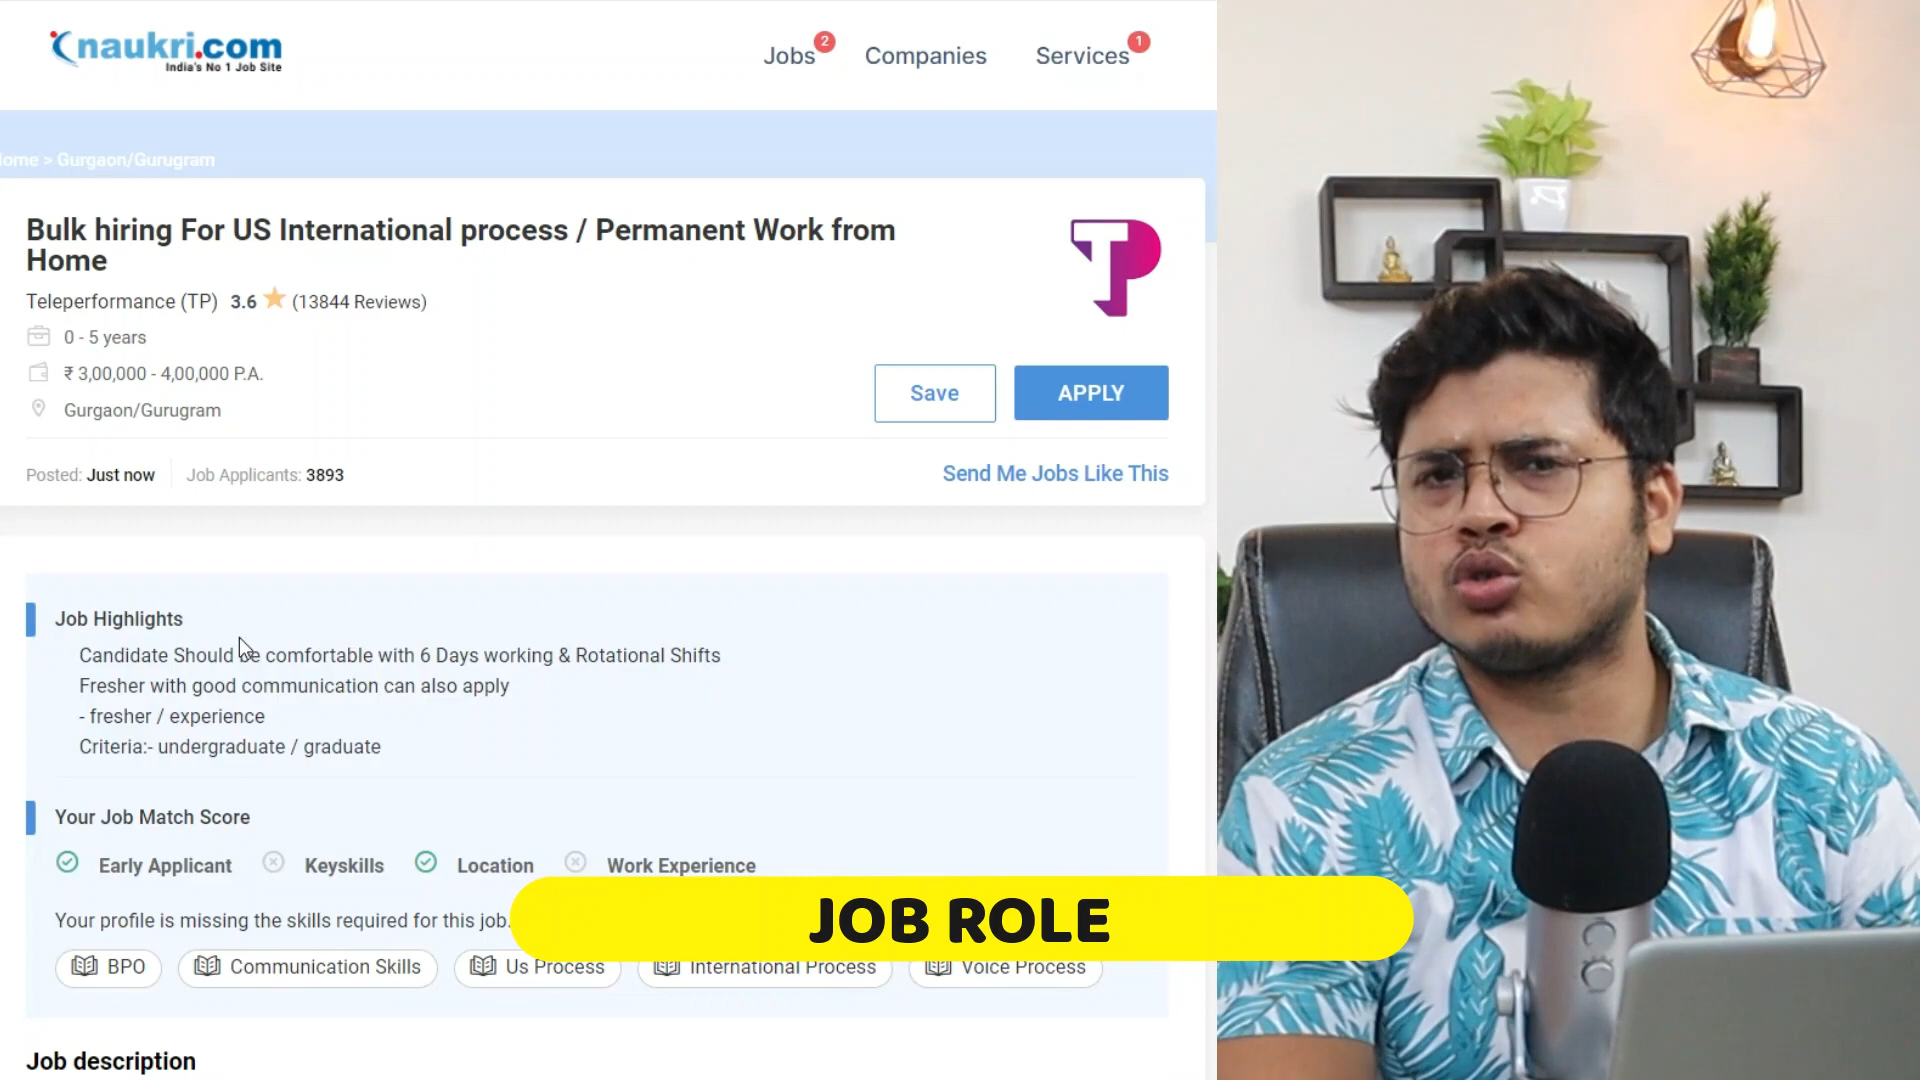 naukri.com
India's No 1 Job Site
Jobs 2
Companies
Services 1
ome > Gurgaon/Gurugram
Bulk hiring For US International process / Permanent Work from
Home
Teleperformance (TP) 3.6 (13844 Reviews)
0 - 5 years
₹ 3,00,000 - 4,00,000 P.A.
Gurgaon/Gurugram
Save
APPLY
Posted: Just now
Job Applicants: 3893
Send Me Jobs Like This
TP
Job Highlights
Candidate Should be comfortable with 6 Days working & Rotational Shifts
Fresher with good communication can also apply
- fresher / experience
Criteria:- undergraduate / graduate
Your Job Match Score
Early Applicant
Keyskills
Location
Work Experience
Your profile is missing the skills required for this job.
JOB ROLE
BPO
Communication Skills
Us Process
International Process
Voice Process
Job description